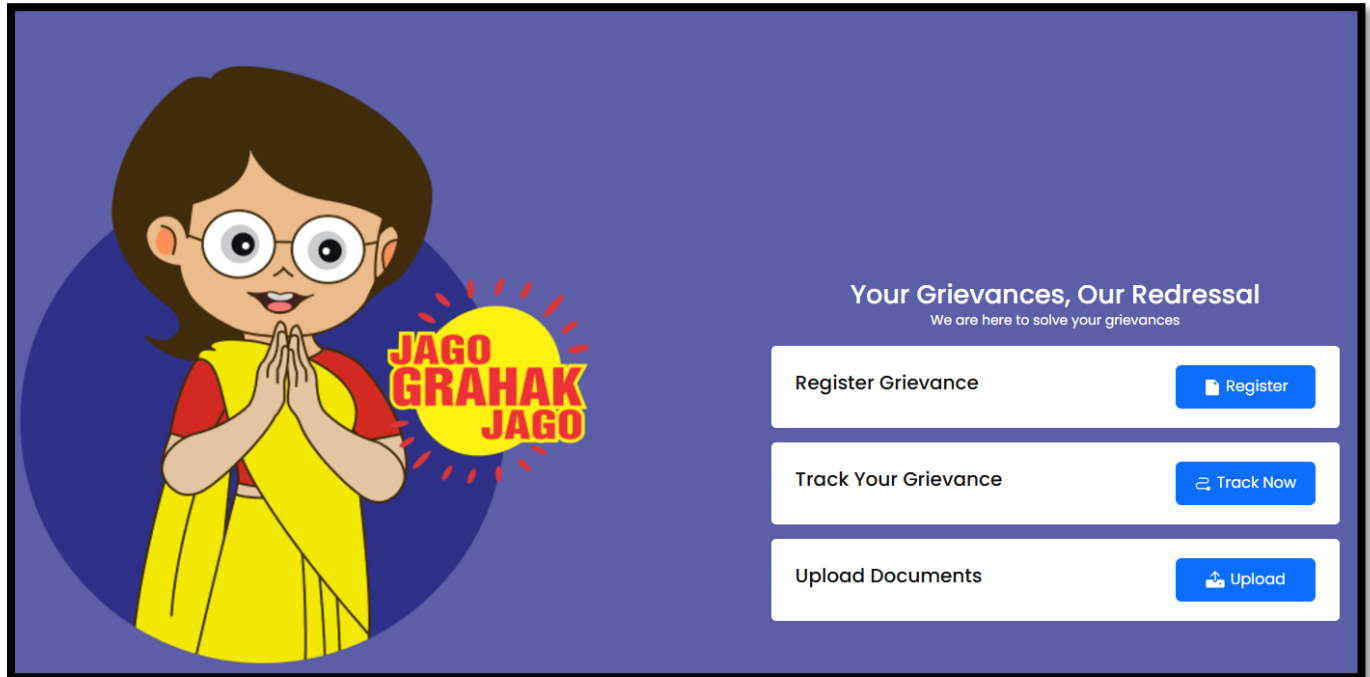 JAGO
GRAHAK
JAGO
Your Grievances, Our Redressal
We are here to solve your grievances
Register Grievance
Register
Track Your Grievance
Track Now
Upload Documents
Upload